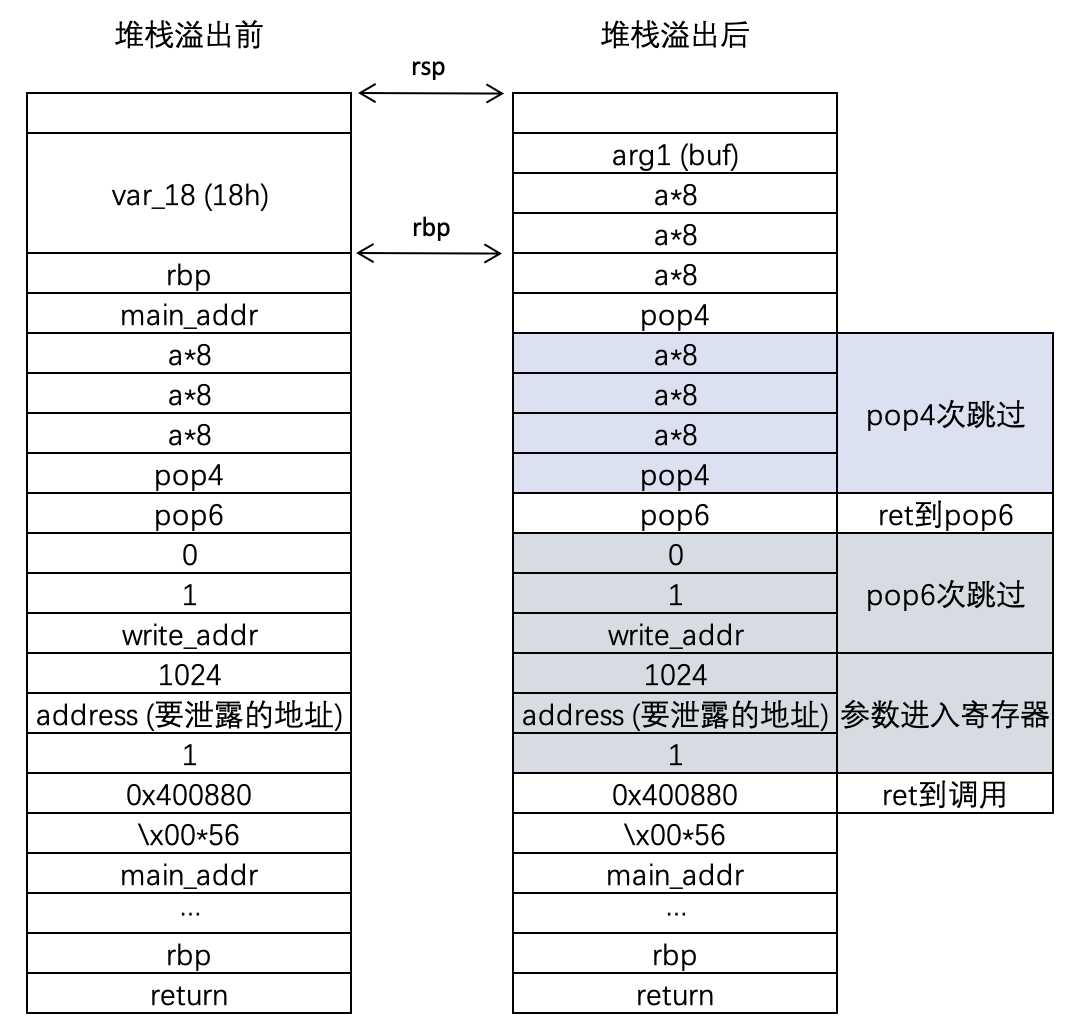 堆栈溢出前
堆栈溢出后
rsp
rbp
var_18 (18h)
rbp
main_addr
a*8
a*8
a*8
pop4
pop6
0
1
write_addr
1024
address (要泄露的地址)
1
0x400880
\x00*56
main_addr
...
rbp
return
arg1 (buf)
a*8
a*8
a*8
pop4
a*8
a*8
a*8
pop4
pop6
0
1
write_addr
1024
address (要泄露的地址)
1
0x400880
\x00*56
main_addr
...
rbp
return
pop4次跳过
ret到pop6
pop6次跳过
参数进入寄存器
ret到调用